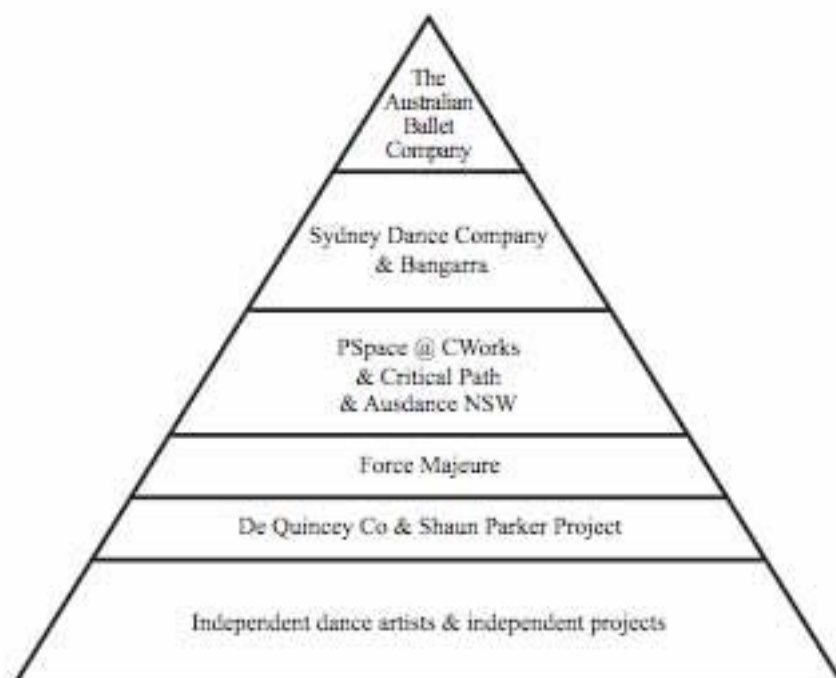 The
Australian
Ballet
Company
Sydney Dance Company
& Bangarra
PSpace @ CWorks
& Critical Path
& Ausdance NSW
Force Majeure
De Quincey Co & Shaun Parker Project
Independent dance artists & independent projects